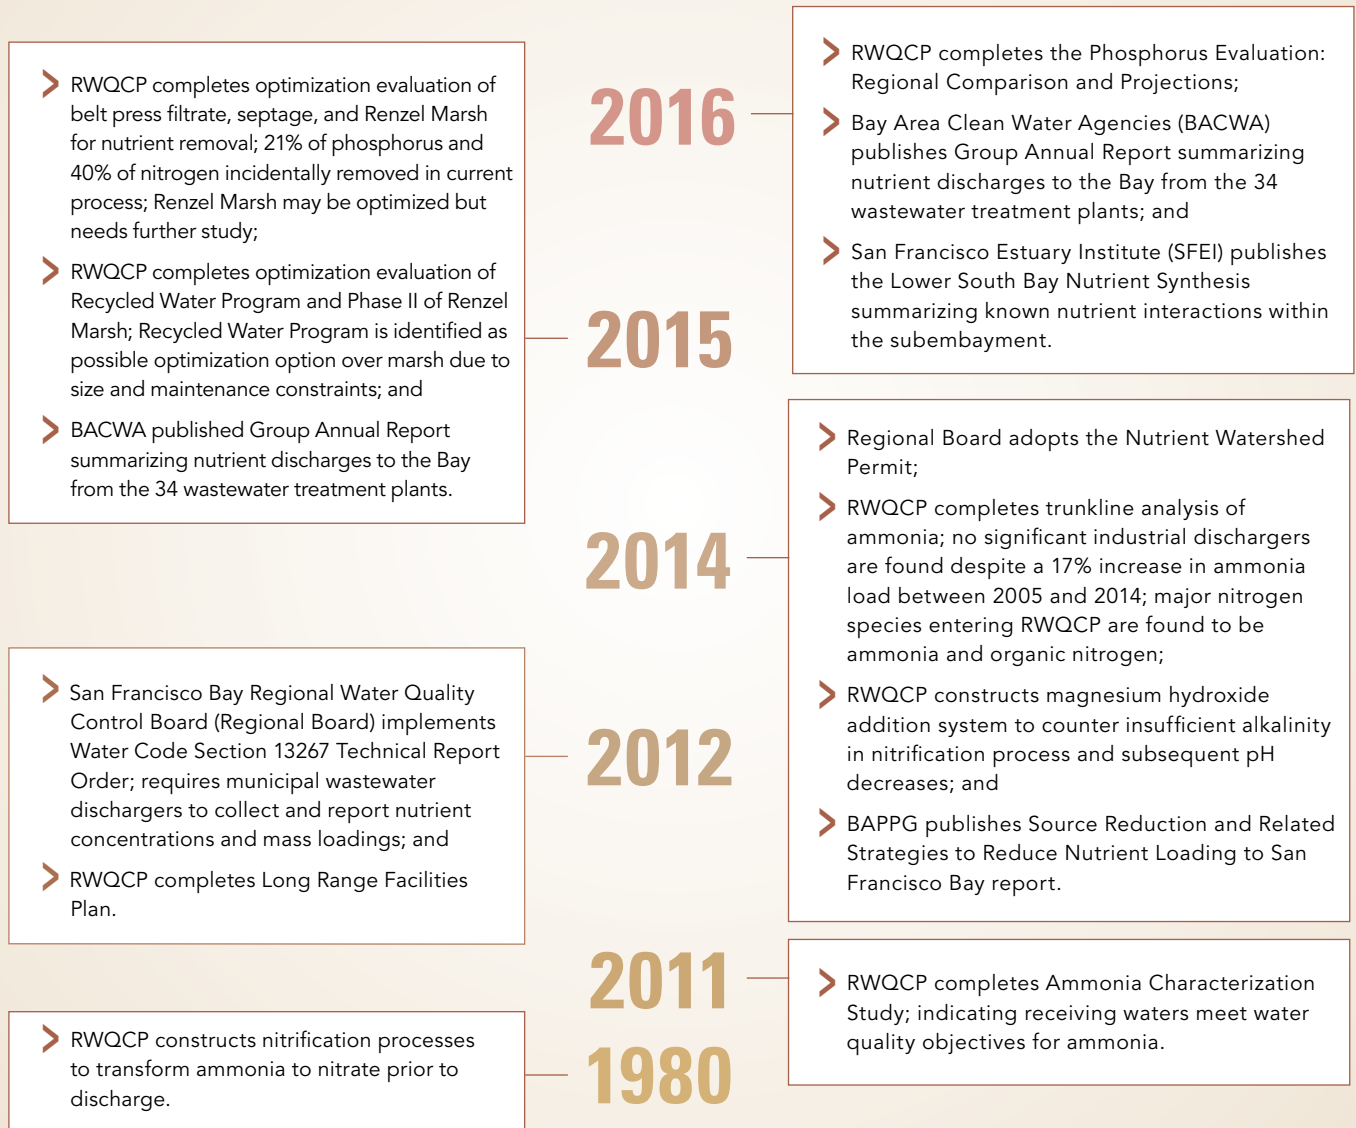 2016
RWQCP completes the Phosphorus Evaluation:
Regional Comparison and Projections;
Bay Area Clean Water Agencies (BACWA)
publishes Group Annual Report summarizing
nutrient discharges to the Bay from the 34
wastewater treatment plants; and
San Francisco Estuary Institute (SFEI) publishes
the Lower South Bay Nutrient Synthesis
summarizing known nutrient interactions within
the subembayment.
2015
RWQCP completes optimization evaluation of
belt press filtrate, septage, and Renzel Marsh
for nutrient removal; 21% of phosphorus and
40% of nitrogen incidentally removed in current
process; Renzel Marsh may be optimized but
needs further study;
RWQCP completes optimization evaluation of
Recycled Water Program and Phase II of Renzel
Marsh; Recycled Water Program is identified as
possible optimization option over marsh due to
size and maintenance constraints; and
BACWA published Group Annual Report
summarizing nutrient discharges to the Bay
from the 34 wastewater treatment plants.
2014
Regional Board adopts the Nutrient Watershed
Permit;
RWQCP completes trunkline analysis of
ammonia; no significant industrial dischargers
are found despite a 17% increase in ammonia
load between 2005 and 2014; major nitrogen
species entering RWQCP are found to be
ammonia and organic nitrogen;
RWQCP constructs magnesium hydroxide
addition system to counter insufficient alkalinity
in nitrification process and subsequent pH
decreases; and
BAPPG publishes Source Reduction and Related
Strategies to Reduce Nutrient Loading to San
Francisco Bay report.
2012
San Francisco Bay Regional Water Quality
Control Board (Regional Board) implements
Water Code Section 13267 Technical Report
Order; requires municipal wastewater
dischargers to collect and report nutrient
concentrations and mass loadings; and
RWQCP completes Long Range Facilities
Plan.
2011
RWQCP completes Ammonia Characterization
Study; indicating receiving waters meet water
quality objectives for ammonia.
1980
RWQCP constructs nitrification processes
to transform ammonia to nitrate prior to
discharge.